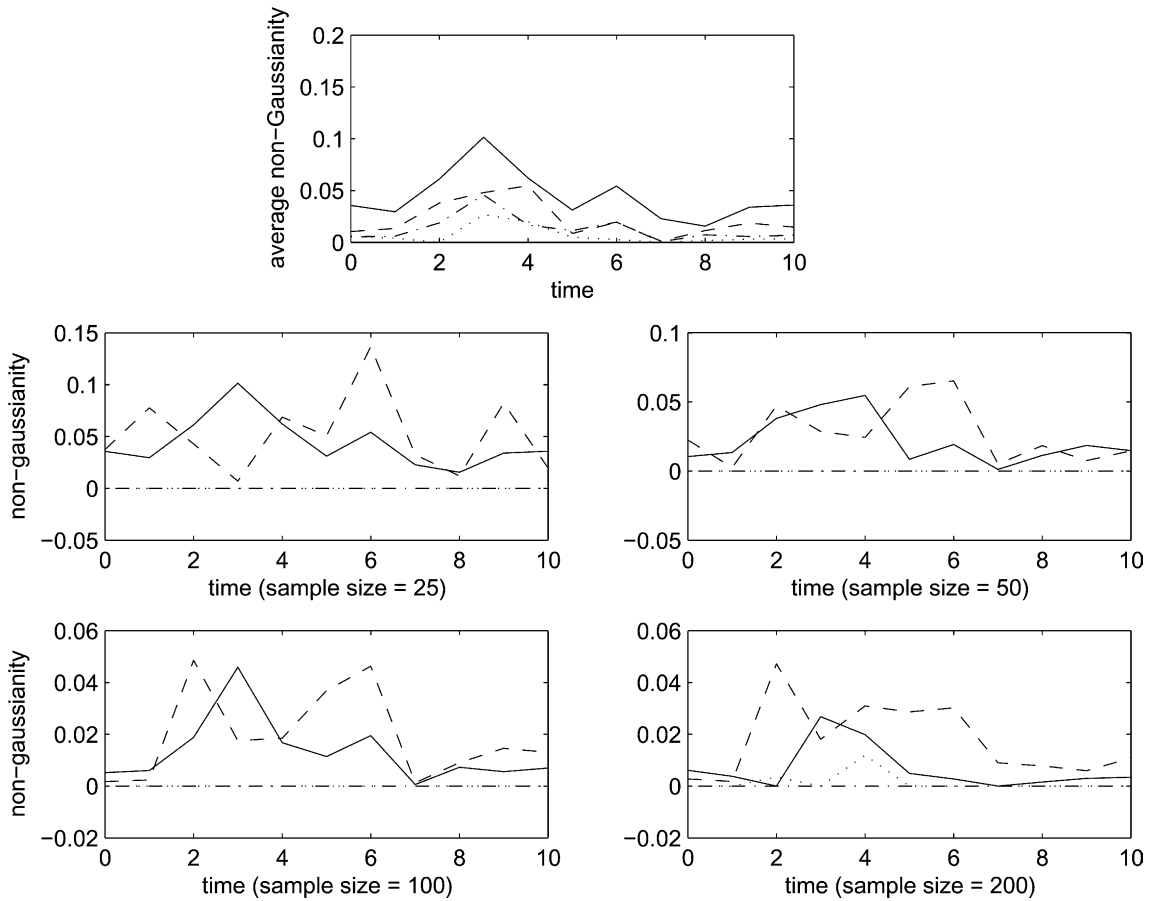 average non-Gaussianity
0.2
0.15
0.1
0.05
0
0 2 4 6 8 10
time
non-gaussianity
0.15
0.1
0.05
0
−0.05
0 2 4 6 8 10
time (sample size = 25)
0.1
0.05
0
−0.05
0 2 4 6 8 10
time (sample size = 50)
non-gaussianity
0.06
0.04
0.02
0
−0.02
0 2 4 6 8 10
time (sample size = 100)
0.06
0.04
0.02
0
−0.02
0 2 4 6 8 10
time (sample size = 200)